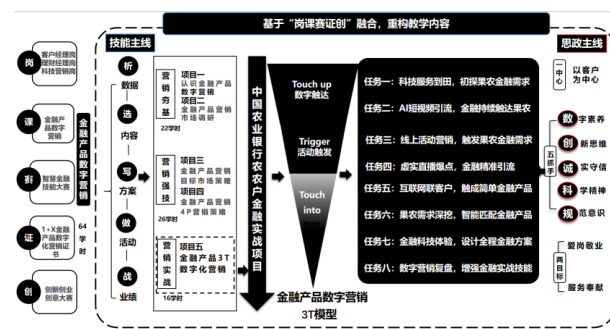 基于“岗课赛证创”融合，重构教学内容
技能主线
思政主线
岗
客户经理岗
理财经理岗
科技营销岗
课
金融产
品数字
营销
赛
智慧金融
技能大赛
证
1+X金融
产品数字
化营销证
书
创
创新创业
创意大赛
金融产品数字营销
64
学
时
析
数据
选
内容
写
方案
做
活动
战
业绩
营销夯基
项目一
认识金融产品
数字营销
项目二
金融产品营销
市场调研
22学时
营销强技
项目三
金融产品营销
目标市场策略
项目四
金融产品营销
4P营销策略
26学时
营销实战
项目五
金融产品3T
数字化营销
16学时
中国农业银行农户金融实战项目
Touch up
数字触达
Trigger
活动触发
Touch
into
金融产品数字营销
3T模型
任务一：科技服务到田，初探果农金融需求
任务二：AI短视频引流，金融持续触达果农
任务三：线上活动营销，触发果农金融需求
任务四：虚实直播爆点，金融精准引流
任务五：互联网联客户，触成简单金融产品
任务六：果农需求深挖，智能匹配金融产品
任务七：金融科技体验，设计全程金融方案
任务八：数字营销复盘，增强金融实战技能
一中心
以客户
为中心
五抓手
数字素养
创新思维
诚实守信
科学精神
规范意识
两目标
爱岗敬业
服务奉献